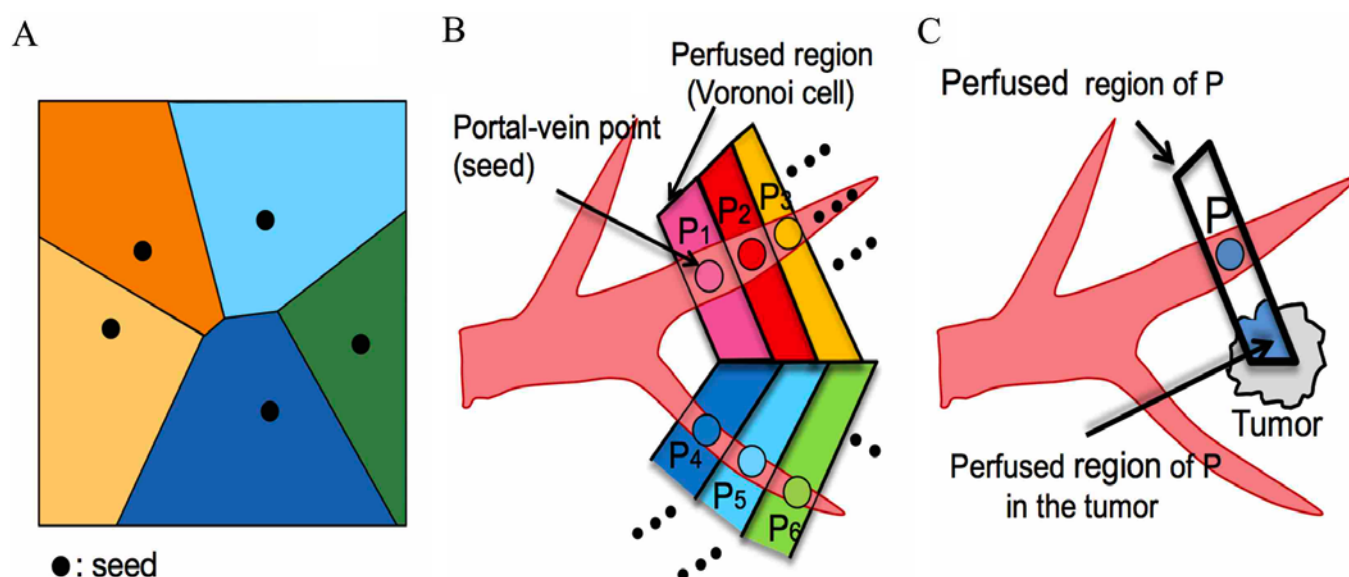 A
●: seed
B
Perfused region
(Voronoi cell)
Portal-vein point
(seed)
P1
P2
P3
P4
P5
P6
C
Perfused region of P
P
Tumor
Perfused region of P
in the tumor